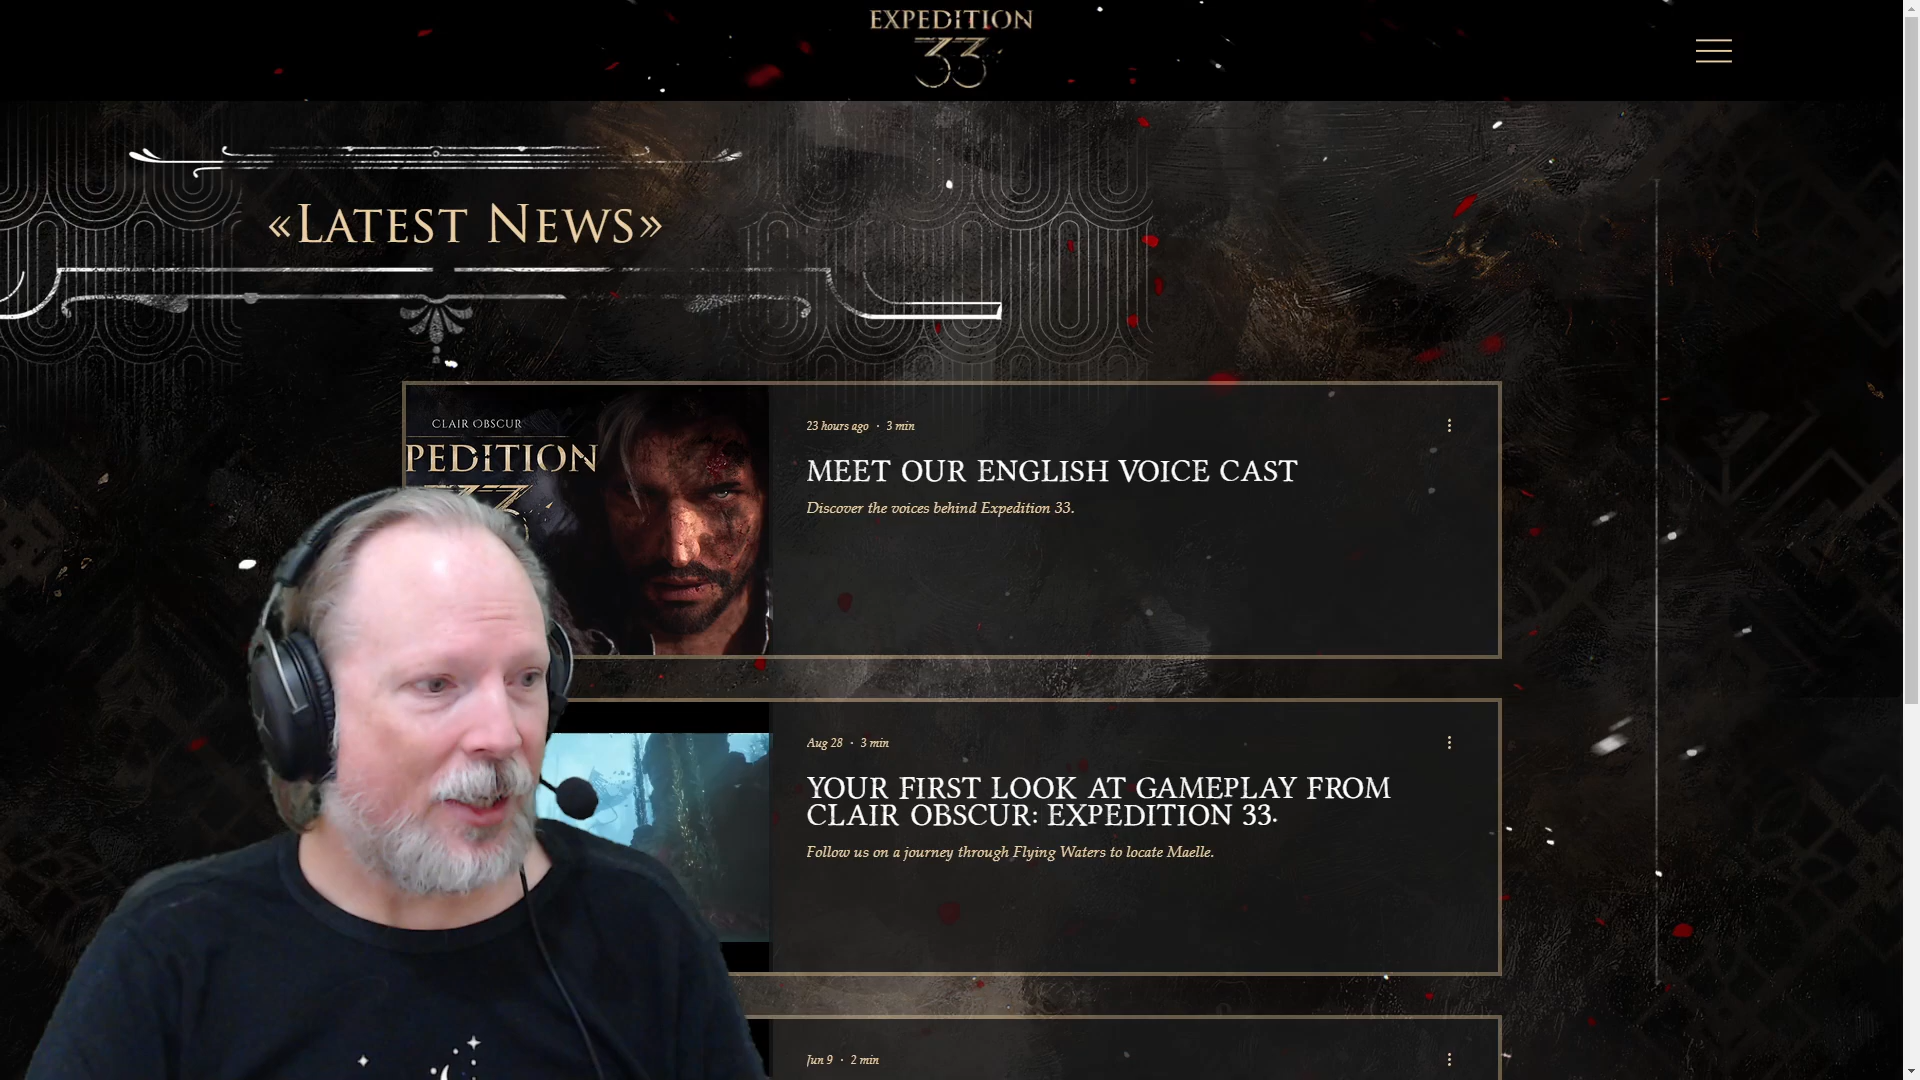 EXPEDITION
33
«LATEST NEWS»
CLAIR OBSCUR
PEDITION
33
23 hours ago · 3 min
MEET OUR ENGLISH VOICE CAST
Discover the voices behind Expedition 33.
Aug 28 · 3 min
YOUR FIRST LOOK AT GAMEPLAY FROM
CLAIR OBSCUR: EXPEDITION 33.
Follow us on a journey through Flying Waters to locate Maelle.
Jun 9 · 2 min